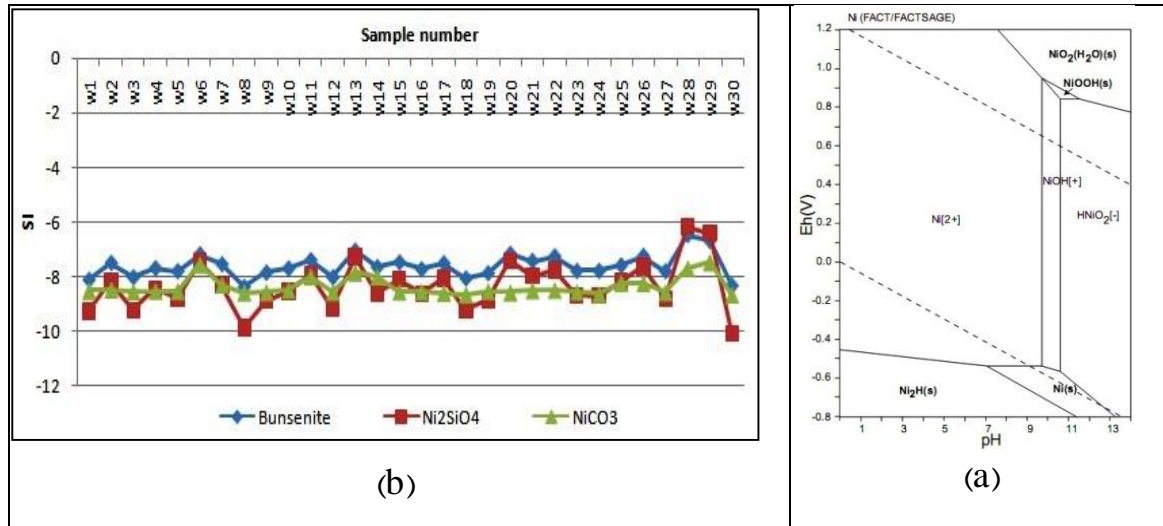 Sample number
0
-2
-4
-6
-8
-10
-12
SI
w1
w2
w3
w4
w5
w6
w7
w8
w9
w10
w11
w12
w13
w14
w15
w16
w17
w18
w19
w20
w21
w22
w23
w24
w25
w26
w27
w28
w29
w30
Bunsenite
Ni2SiO4
NiCO3
(b)
Ni (FACT/FACTSAGE)
1.2
1.0
0.8
0.6
0.4
0.2
0.0
-0.2
-0.4
-0.6
-0.8
Eh(V)
NiO₂(H₂O)(s)
NiOOH(s)
NiOH[+]
Ni[2+]
HNiO₂[-]
Ni₂H(s)
Ni(s)
1 3 5 7 9 11 13
pH
(a)